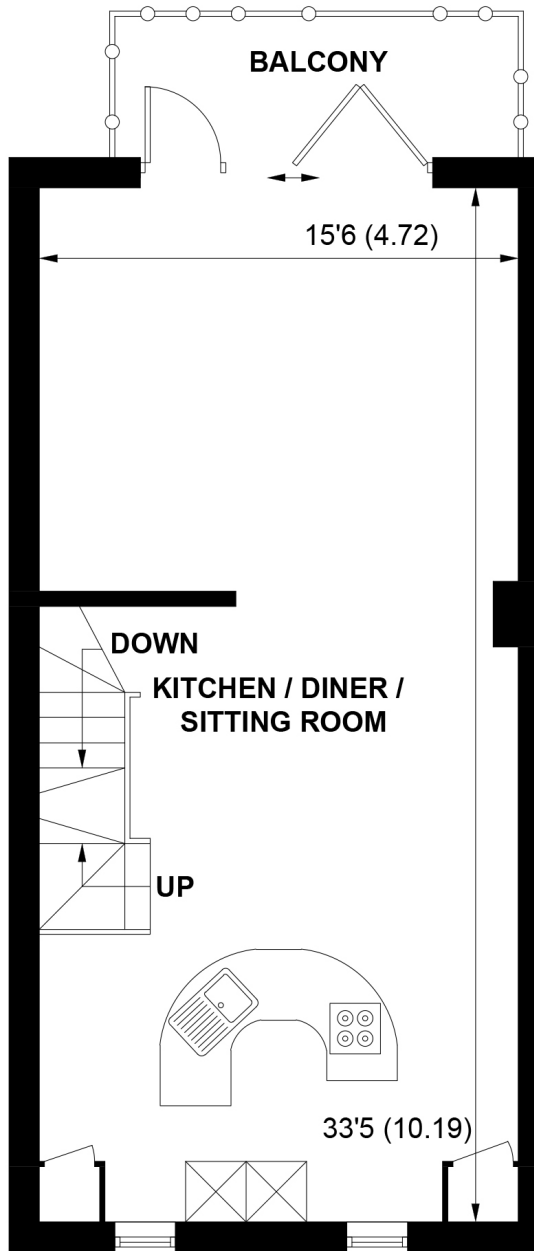 BALCONY
15'6 (4.72)
DOWN
KITCHEN / DINER /
SITTING ROOM
UP
33'5 (10.19)